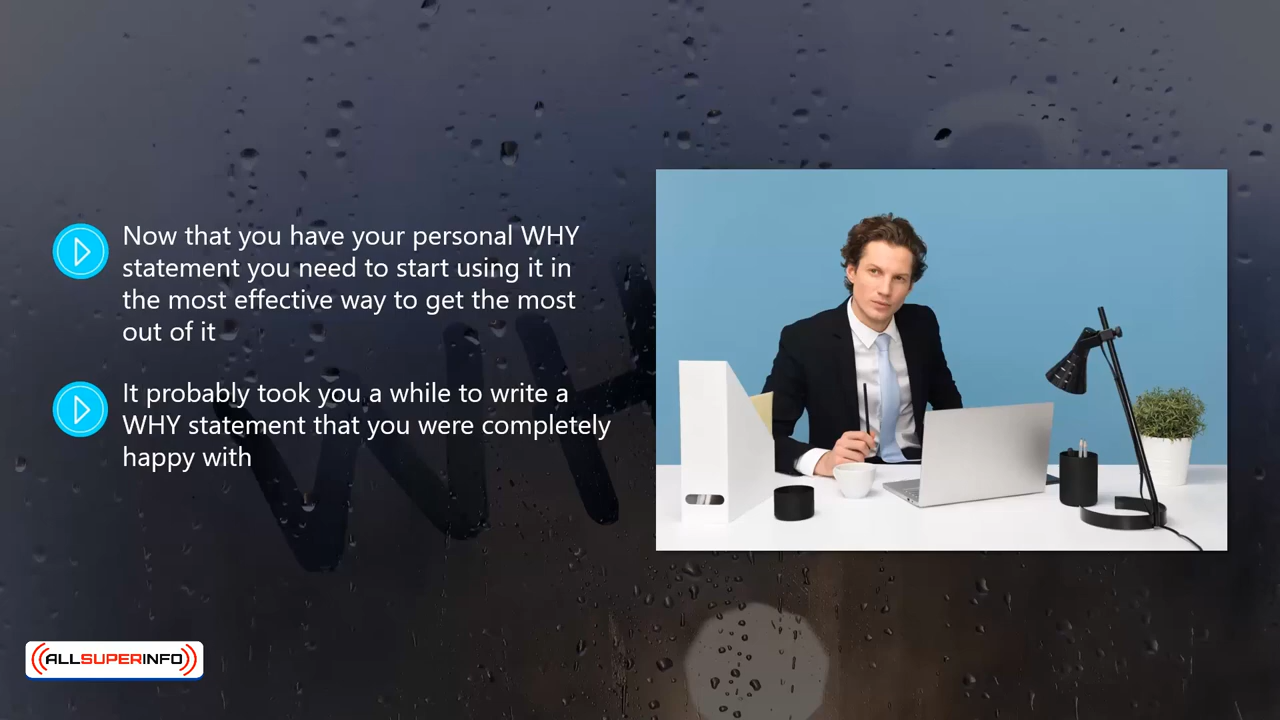 Now that you have your personal WHY
statement you need to start using it in
the most effective way to get the most
out of it
It probably took you a while to write a
WHY statement that you were completely
happy with
WH
ALLSUPERINFO